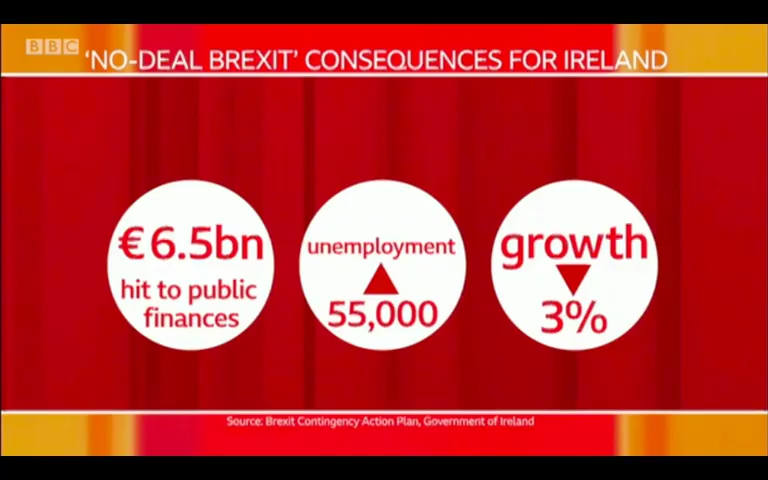 BBC
‘NO-DEAL BREXIT’ CONSEQUENCES FOR IRELAND
€6.5bn
hit to public
finances
unemployment
55,000
growth
3%
Source: Brexit Contingency Action Plan, Government of Ireland